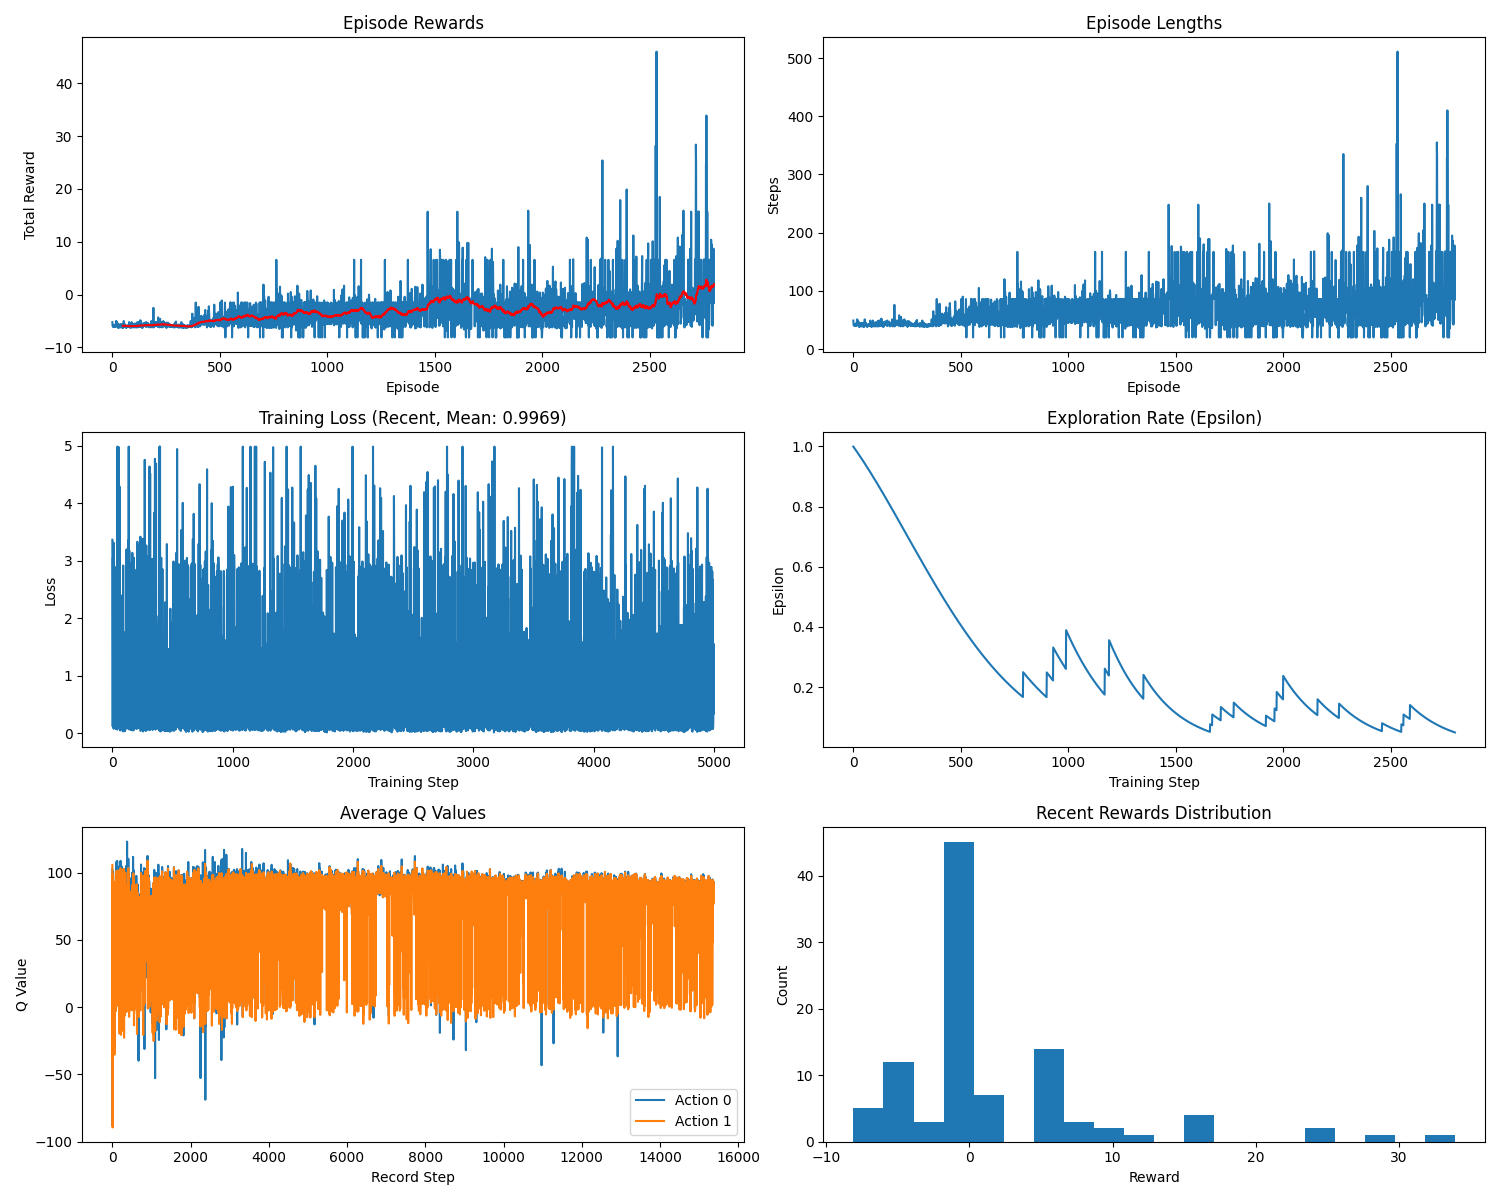 Episode Rewards
Total Reward
40
30
20
10
0
−10
0 500 1000 1500 2000 2500
Episode
Episode Lengths
Steps
500
400
300
200
100
0
0 500 1000 1500 2000 2500
Episode
Training Loss (Recent, Mean: 0.9969)
Loss
5
4
3
2
1
0
0 1000 2000 3000 4000 5000
Training Step
Exploration Rate (Epsilon)
Epsilon
1.0
0.8
0.6
0.4
0.2
0 500 1000 1500 2000 2500
Training Step
Average Q Values
Q Value
100
50
0
−50
−100
Action 0
Action 1
0 2000 4000 6000 8000 10000 12000 14000 16000
Record Step
Recent Rewards Distribution
Count
40
30
20
10
0
−10 0 10 20 30
Reward